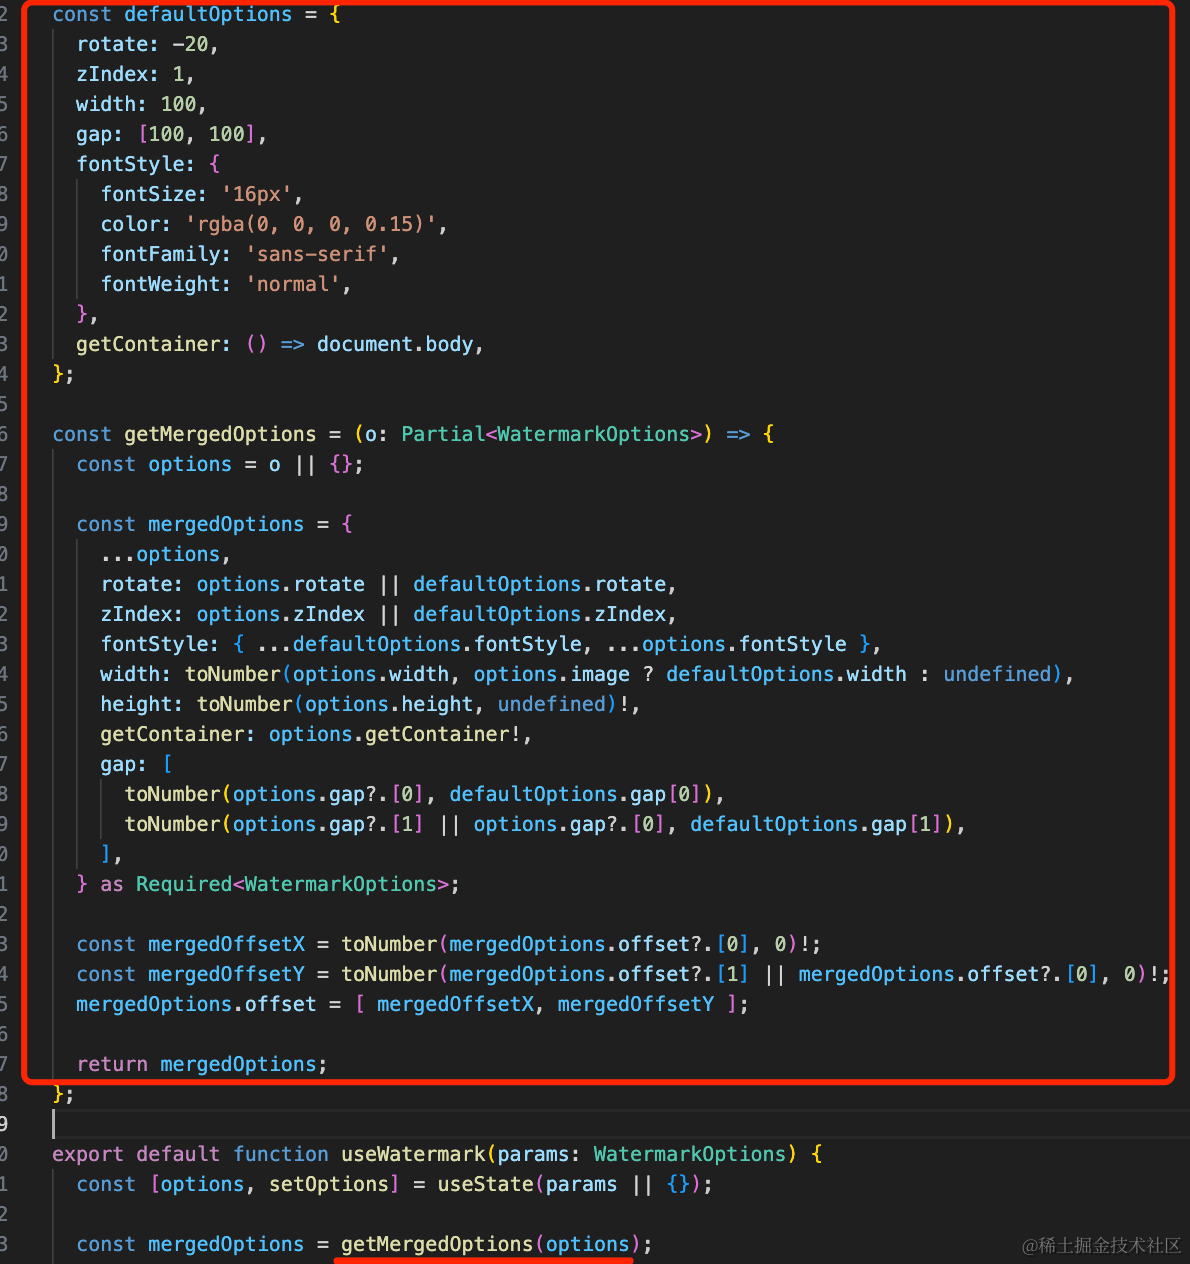 2 const defaultOptions = {
3 rotate: -20,
4 zIndex: 1,
5 width: 100,
6 gap: [100, 100],
7 fontStyle: {
8 fontSize: '16px',
9 color: 'rgba(0, 0, 0, 0.15)',
0 fontFamily: 'sans-serif',
1 fontWeight: 'normal',
2 },
3 getContainer: () => document.body,
4 };
5
6 const getMergedOptions = (o: Partial<WatermarkOptions>) => {
7 const options = o || {};
8
9 const mergedOptions = {
0 ...options,
1 rotate: options.rotate || defaultOptions.rotate,
2 zIndex: options.zIndex || defaultOptions.zIndex,
3 fontStyle: { ...defaultOptions.fontStyle, ...options.fontStyle },
4 width: toNumber(options.width, options.image ? defaultOptions.width : undefined),
5 height: toNumber(options.height, undefined)!,
6 getContainer: options.getContainer!,
7 gap: [
8 toNumber(options.gap?.[0], defaultOptions.gap[0]),
9 toNumber(options.gap?.[1] || options.gap?.[0], defaultOptions.gap[1]),
0 ],
1 } as Required<WatermarkOptions>;
2
3 const mergedOffsetX = toNumber(mergedOptions.offset?.[0], 0)!;
4 const mergedOffsetY = toNumber(mergedOptions.offset?.[1] || mergedOptions.offset?.[0], 0)!;
5 mergedOptions.offset = [ mergedOffsetX, mergedOffsetY ];
6
7 return mergedOptions;
8 };
9
0 export default function useWatermark(params: WatermarkOptions) {
1 const [options, setOptions] = useState(params || {});
2
3 const mergedOptions = getMergedOptions(options);
@稀土掘金技术社区